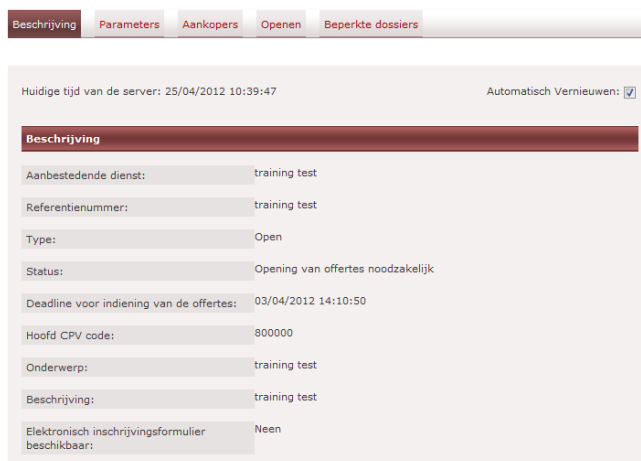 Beschrijving Parameters Aankopers Openen Beperkte dossiers
Huidige tijd van de server: 25/04/2012 10:39:47 Automatisch Vernieuwen:
Beschrijving
Aanbestedende dienst: training test
Referentienummer: training test
Type: Open
Status: Opening van offertes noodzakelijk
Deadline voor indiening van de offertes: 03/04/2012 14:10:50
Hoofd CPV code: 800000
Onderwerp: training test
Beschrijving: training test
Elektronisch inschrijvingsformulier Neen
beschikbaar: